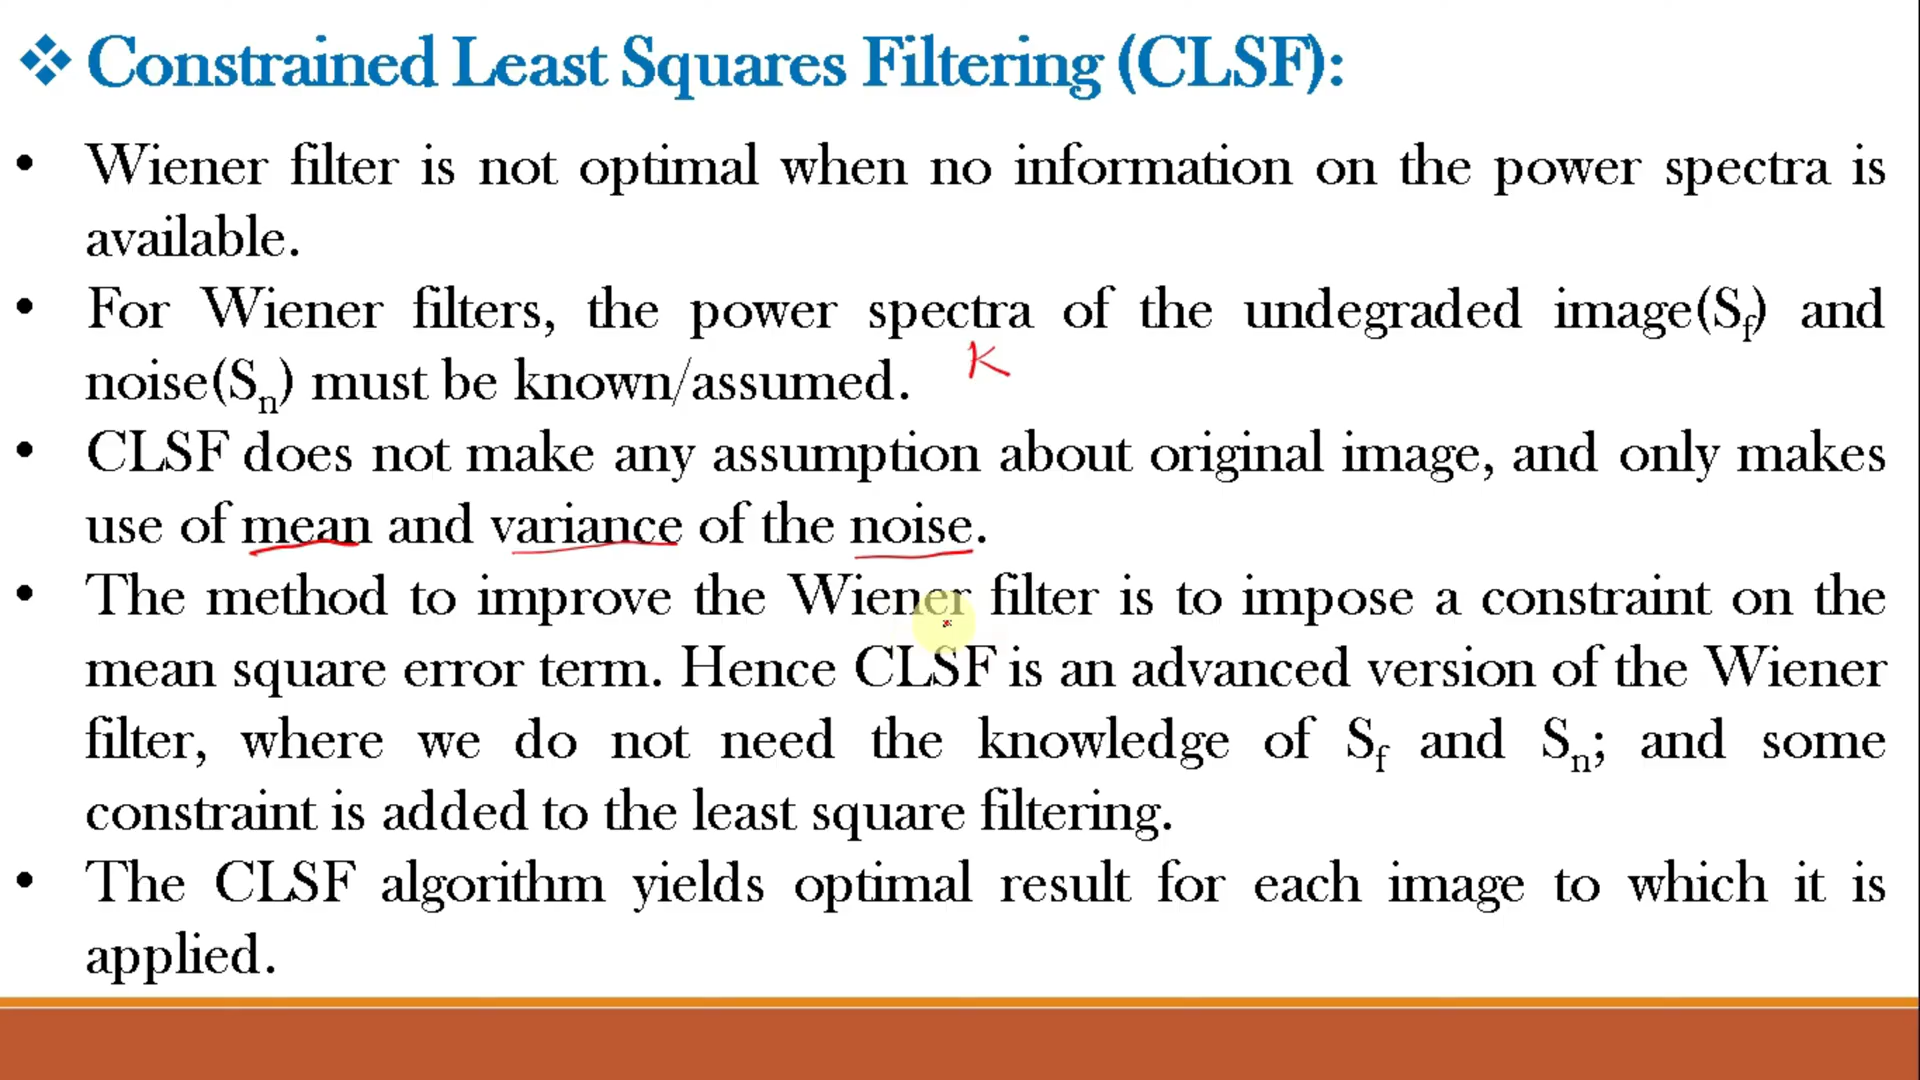 ❖ Constrained Least Squares Filtering (CLSF):
• Wiener filter is not optimal when no information on the power spectra is
available.
• For Wiener filters, the power spectra of the undegraded image(Sf) and
K
noise(Sn) must be known/assumed.
• CLSF does not make any assumption about original image, and only makes
use of mean and variance of the noise.
• The method to improve the Wiener filter is to impose a constraint on the
mean square error term. Hence CLSF is an advanced version of the Wiener
filter, where we do not need the knowledge of Sf and Sn; and some
constraint is added to the least square filtering.
• The CLSF algorithm yields optimal result for each image to which it is
applied.